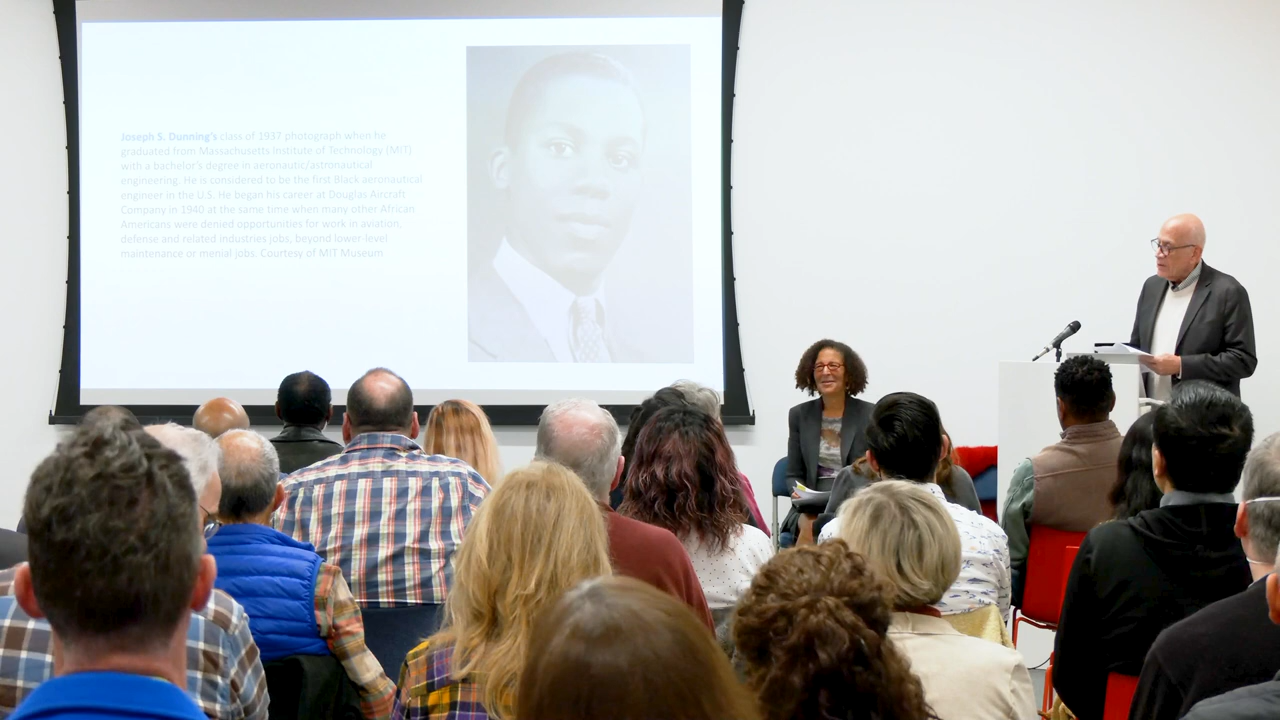 Joseph S. Dunning's class of 1937 photograph when he
graduated from Massachusetts Institute of Technology (MIT)
with a bachelor's degree in aeronautic/astronautical
engineering. He is considered to be the first Black aeronautical
engineer in the U.S. He began his career at Douglas Aircraft
Company in 1940 at the same time when many other African
Americans were denied opportunities for work in aviation,
defense and related industries jobs, beyond lower-level
maintenance or menial jobs. Courtesy of MIT Museum